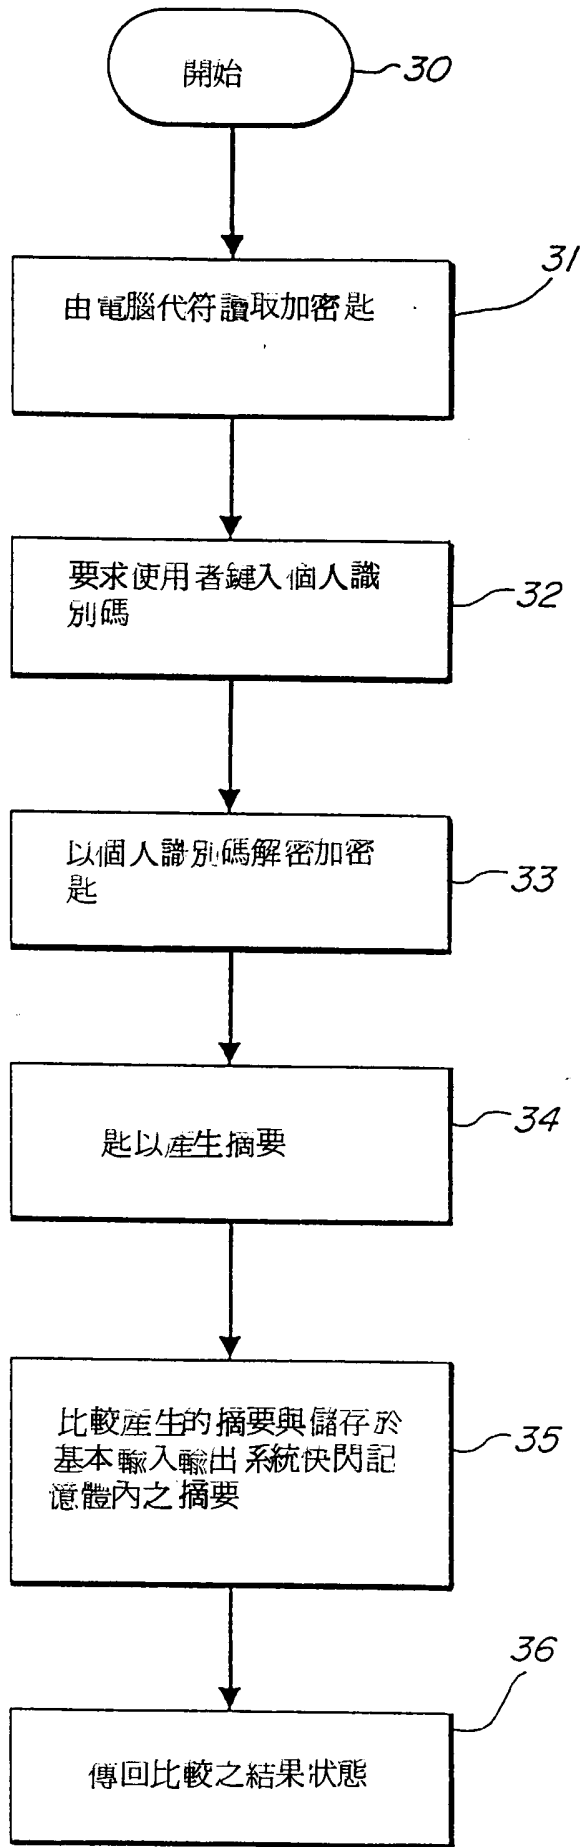 開始
30
31
由電腦代符讀取加密匙
要求使用者鍵入個人識
別碼
32
以個人識別碼解密加密
匙
33
匙以產生摘要
34
比較產生的摘要與儲存於
基本輸入輸出系統快閃記
憶體內之摘要
35
36
傳回比較之結果狀態